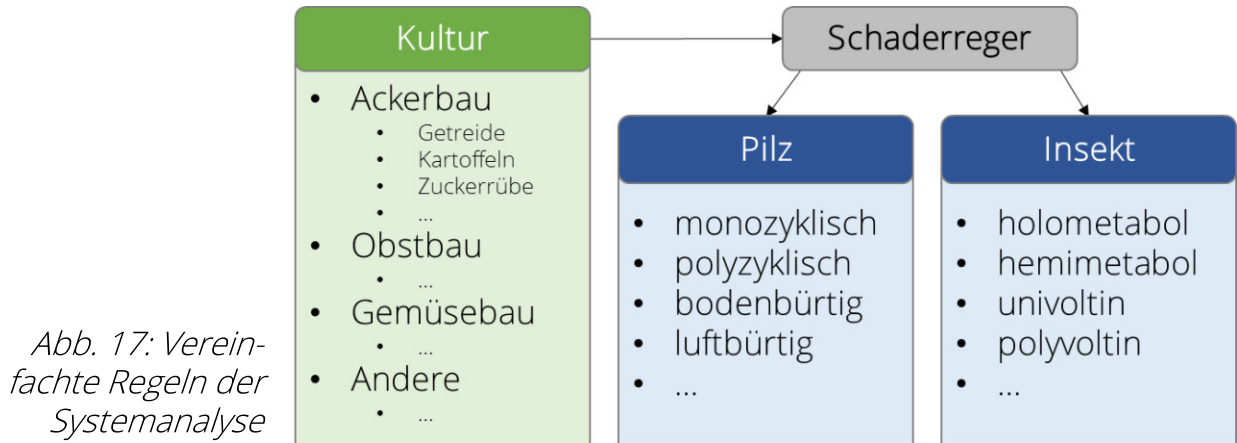 Kultur
• Ackerbau
• Getreide
• Kartoffeln
• Zuckerrübe
• ...
• Obstbau
• ...
• Gemüsebau
• ...
• Andere
• ...
Schaderreger
Pilz
• monozyklisch
• polyzyklisch
• bodenbürtig
• luftbürtig
• ...
Insekt
• holometabol
• hemimetabol
• univoltin
• polyvoltin
• ...
Abb. 17: Verein-
fachte Regeln der
Systemanalyse